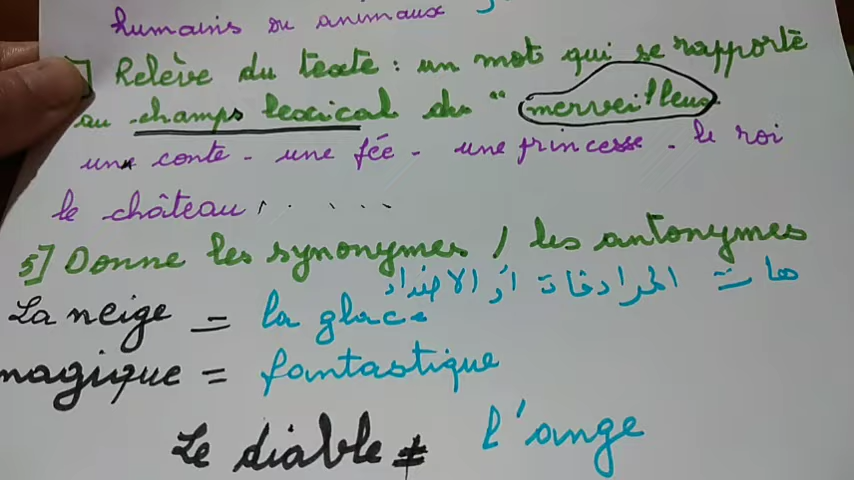 humains ou animaux
] Relève du texte : un mot qui se rapporte
au champs lexical du "merveilleux
une conte - une fée - une princesse - le roi
le château, . . . . .
5] Donne les synonymes / les antonymes
هات المرادفات أو الأضداد
La neige = la glace
magique = fantastique
Le diable ≠ l'ange